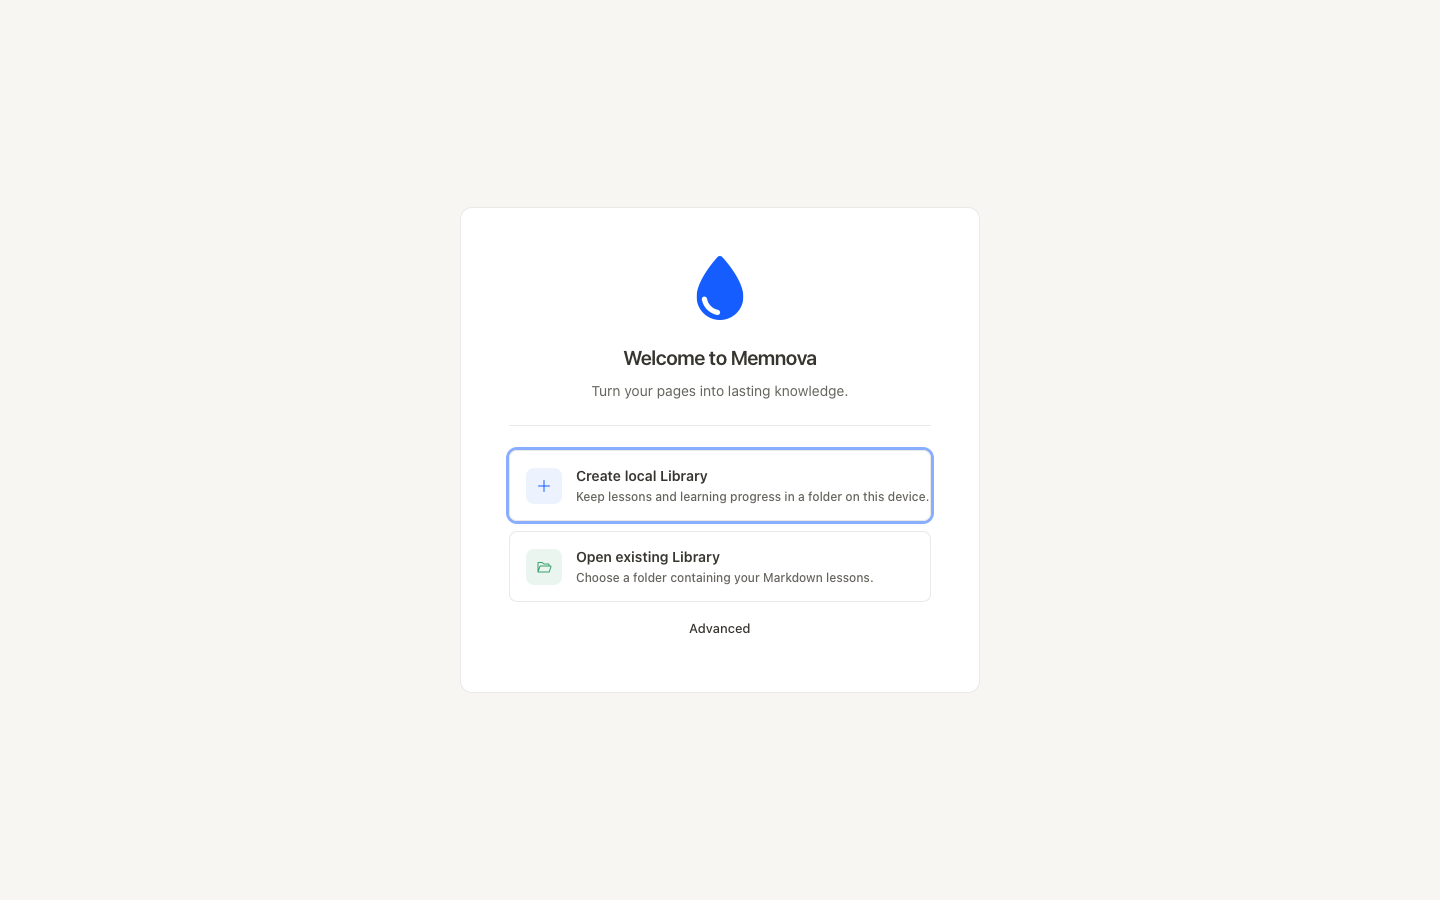 Welcome to Memnova
Turn your pages into lasting knowledge.
Create local Library
Keep lessons and learning progress in a folder on this device.
Open existing Library
Choose a folder containing your Markdown lessons.
Advanced